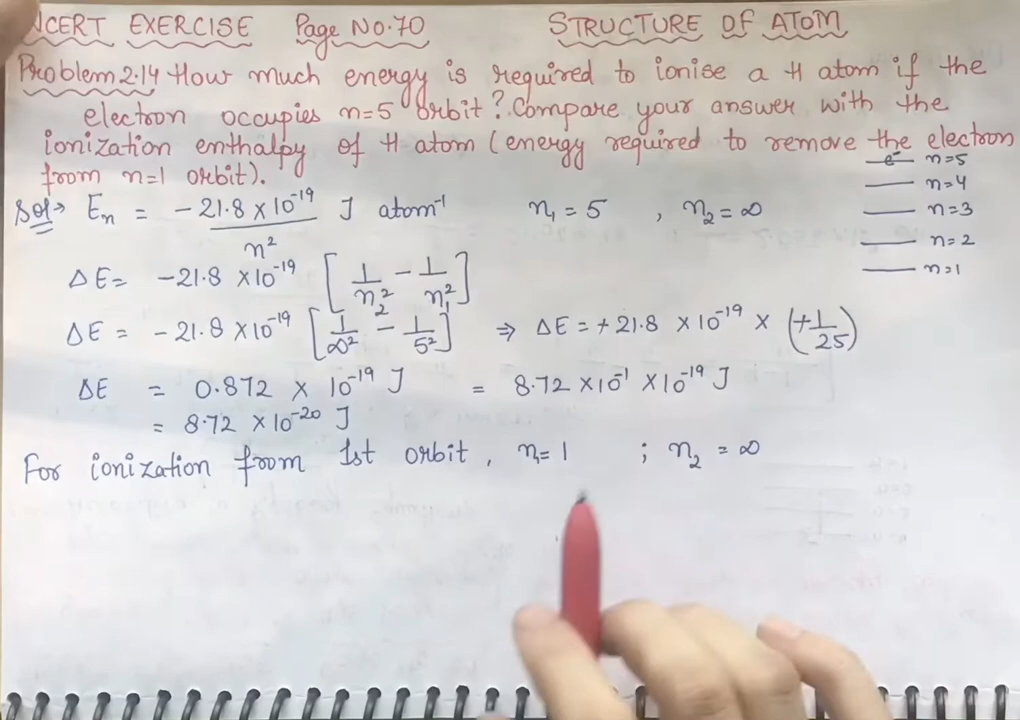 NCERT EXERCISE Page No.70 STRUCTURE OF ATOM
Problem 2.14 How much energy is required to ionise a H atom if the
electron occupies n=5 orbit? Compare your answer with the
ionization enthalpy of H atom (energy required to remove the electron
from n=1 orbit).
e⁻ n=5
n=4
n=3
n=2
n=1
Sol→ Eₙ = -21.8 × 10⁻¹⁹ / n² J atom⁻¹ n₁ = 5 , n₂ = ∞
ΔE = -21.8 × 10⁻¹⁹ [1/n₂² - 1/n₁²]
ΔE = -21.8 × 10⁻¹⁹ [1/∞² - 1/5²] ⇒ ΔE = +21.8 × 10⁻¹⁹ × (+1/25)
ΔE = 0.872 × 10⁻¹⁹ J = 8.72 × 10⁻¹ × 10⁻¹⁹ J
= 8.72 × 10⁻²⁰ J
For ionization from 1st orbit, n₁= 1 ; n₂ = ∞